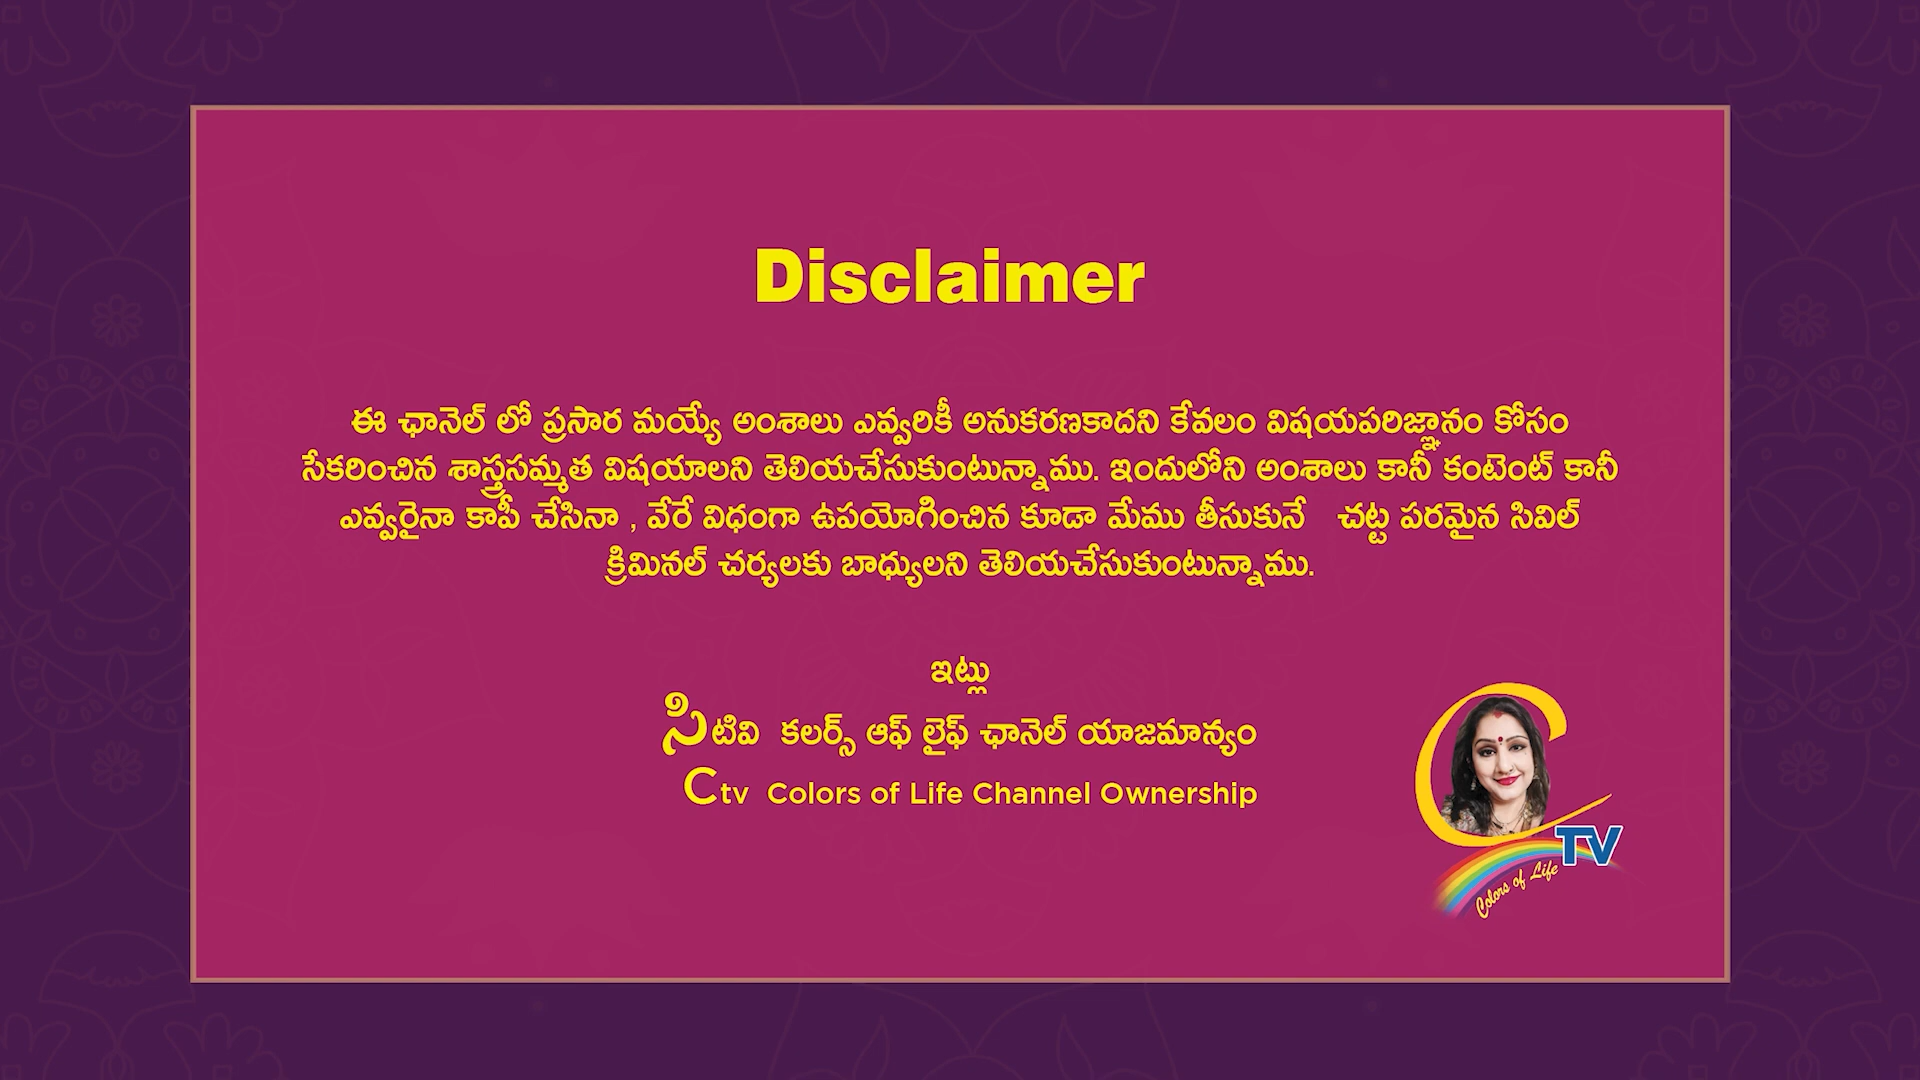 Disclaimer
ఈ ఛానెల్ లో ప్రసార మయ్యే అంశాలు ఎవ్వరికీ అనుకరణకాదని కేవలం విషయపరిజ్ఞానం కోసం
సేకరించిన శాస్త్రసమ్మత విషయాలని తెలియచేసుకుంటున్నాము. ఇందులోని అంశాలు కానీ కంటెంట్ కానీ
ఎవ్వరైనా కాపీ చేసినా , వేరే విధంగా ఉపయోగించిన కూడా మేము తీసుకునే చట్ట పరమైన సివిల్
క్రిమినల్ చర్యలకు బాధ్యులని తెలియచేసుకుంటున్నాము.
ఇట్లు
సిటివి కలర్స్ ఆఫ్ లైఫ్ ఛానెల్ యాజమాన్యం
Ctv Colors of Life Channel Ownership
C TV
Colors of Life